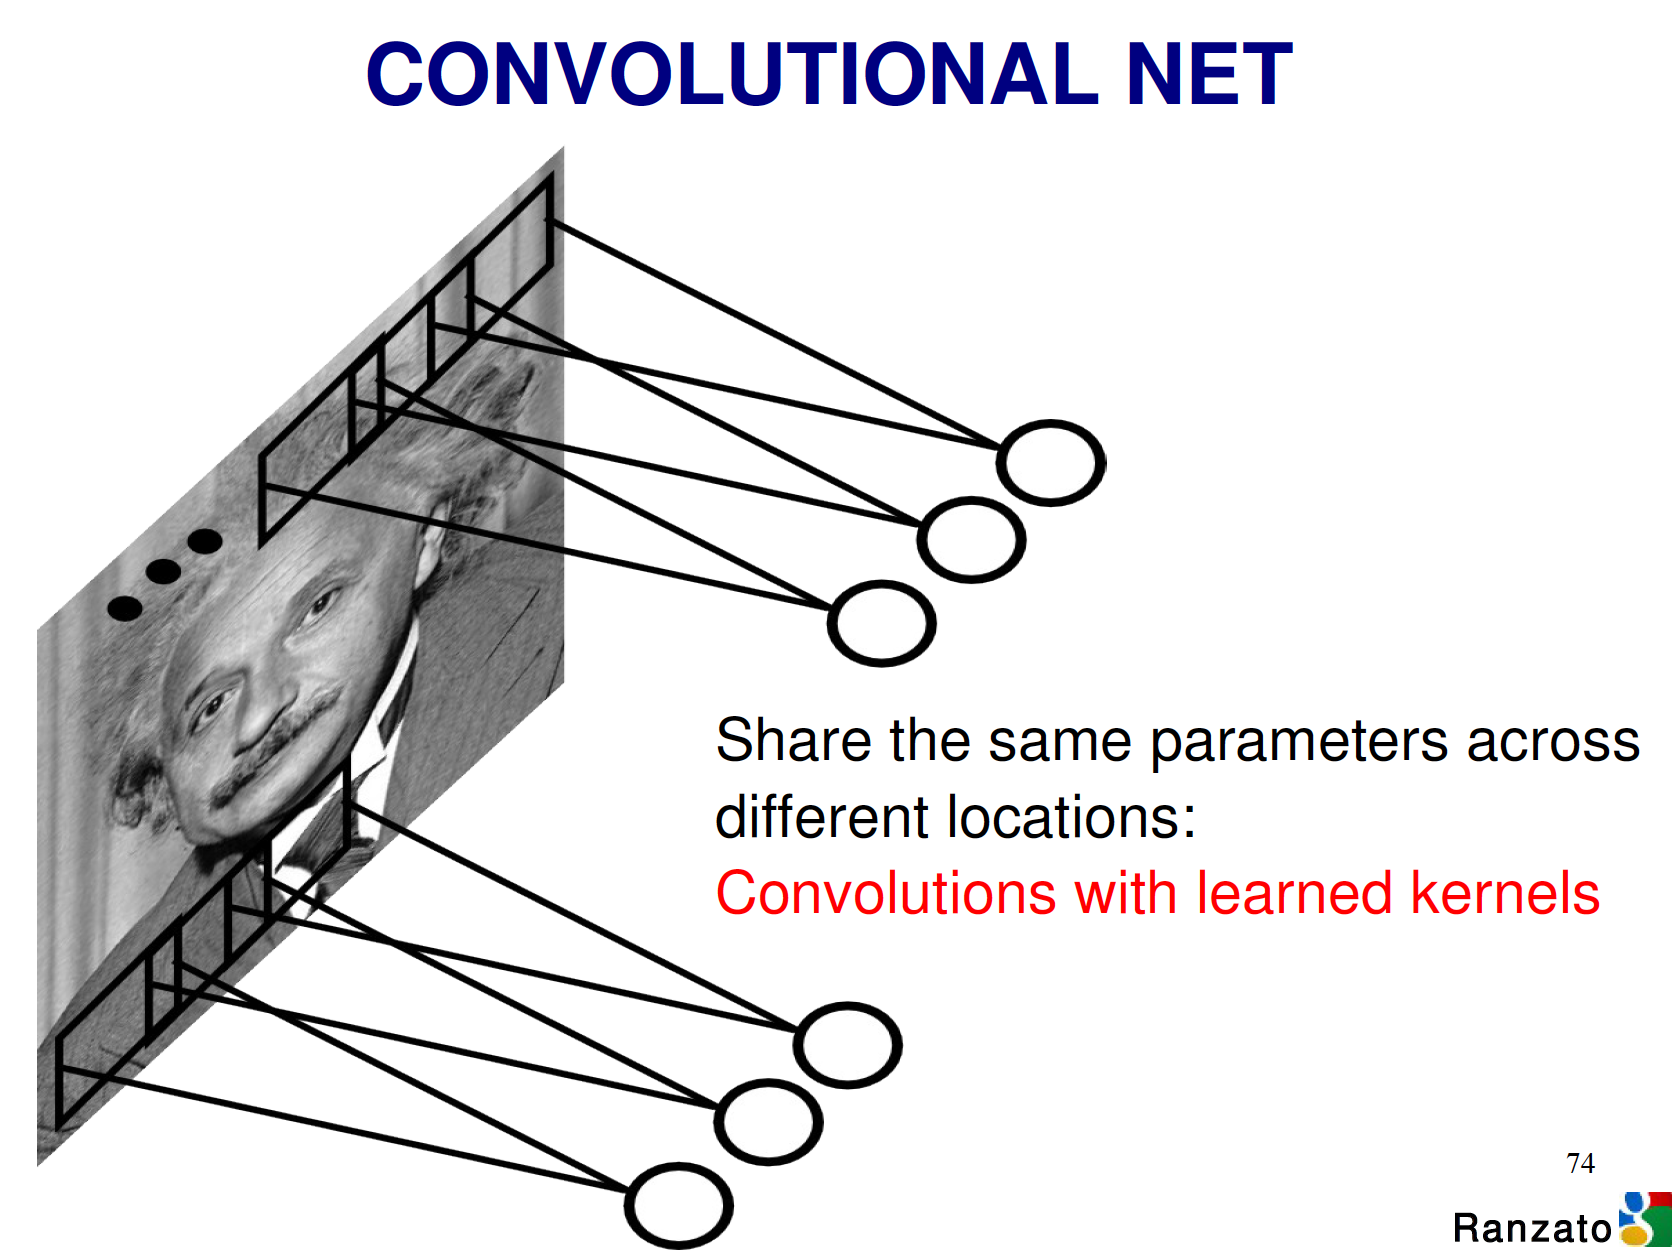 CONVOLUTIONAL NET
Share the same parameters across
different locations:
Convolutions with learned kernels
74
Ranzato